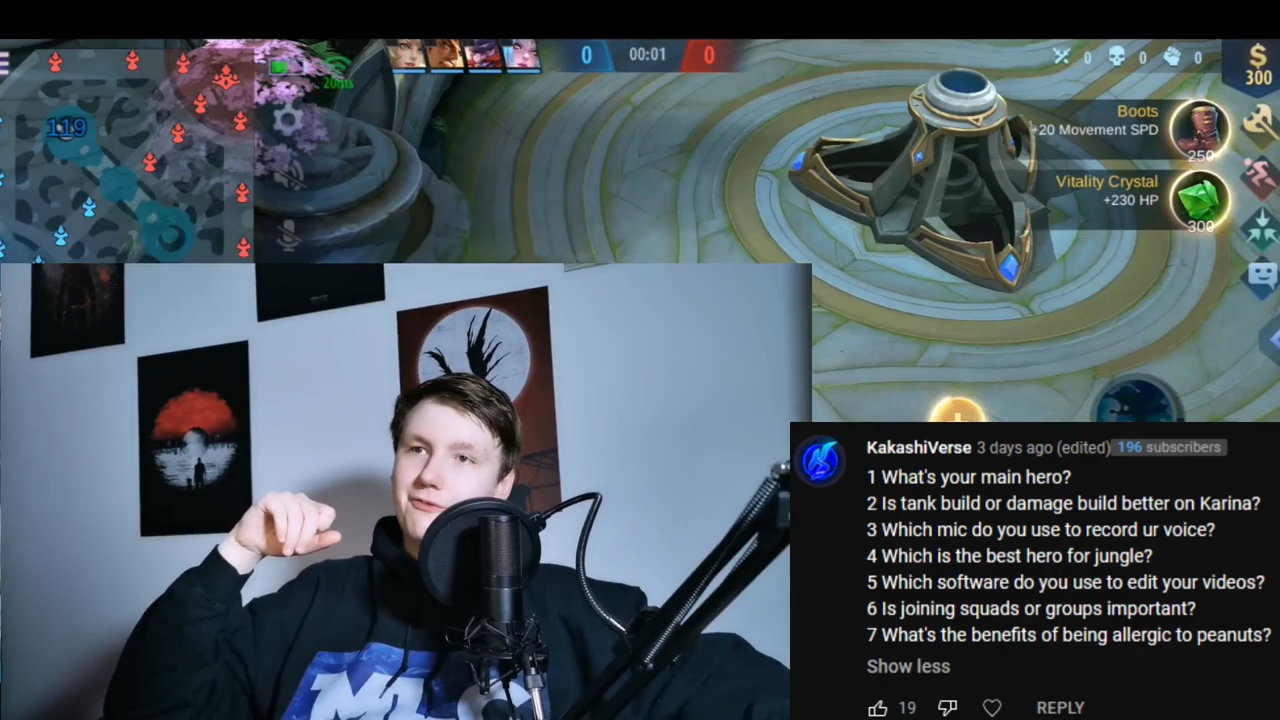 0 00:01 0
0 0 0
$
300
20ms
119
Boots
+20 Movement SPD
250
Vitality Crystal
+230 HP
300
KakashiVerse 3 days ago (edited) 196 subscribers
1 What's your main hero?
2 Is tank build or damage build better on Karina?
3 Which mic do you use to record ur voice?
4 Which is the best hero for jungle?
5 Which software do you use to edit your videos?
6 Is joining squads or groups important?
7 What's the benefits of being allergic to peanuts?
Show less
19 REPLY